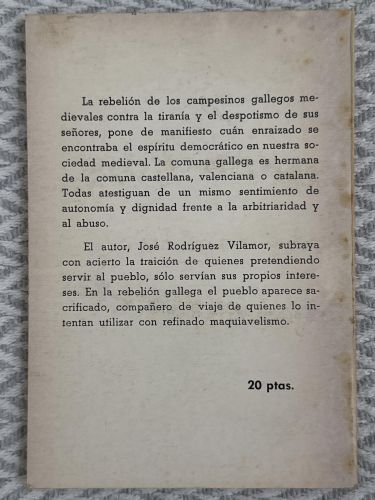 La rebelión de los campesinos gallegos me-
dievales contra la tiranía y el despotismo de sus
señores, pone de manifiesto cuán enraizado se
encontraba el espíritu democrático en nuestra so-
ciedad medieval. La comuna gallega es hermana
de la comuna castellana, valenciana o catalana.
Todas atestiguan de un mismo sentimiento de
autonomía y dignidad frente a la arbitriaridad y
al abuso.
El autor, José Rodríguez Vilamor, subraya
con acierto la traición de quienes pretendiendo
servir al pueblo, sólo servían sus propios intere-
ses. En la rebelión gallega el pueblo aparece sa-
crificado, compañero de viaje de quienes lo in-
tentan utilizar con refinado maquiavelismo.
20 ptas.